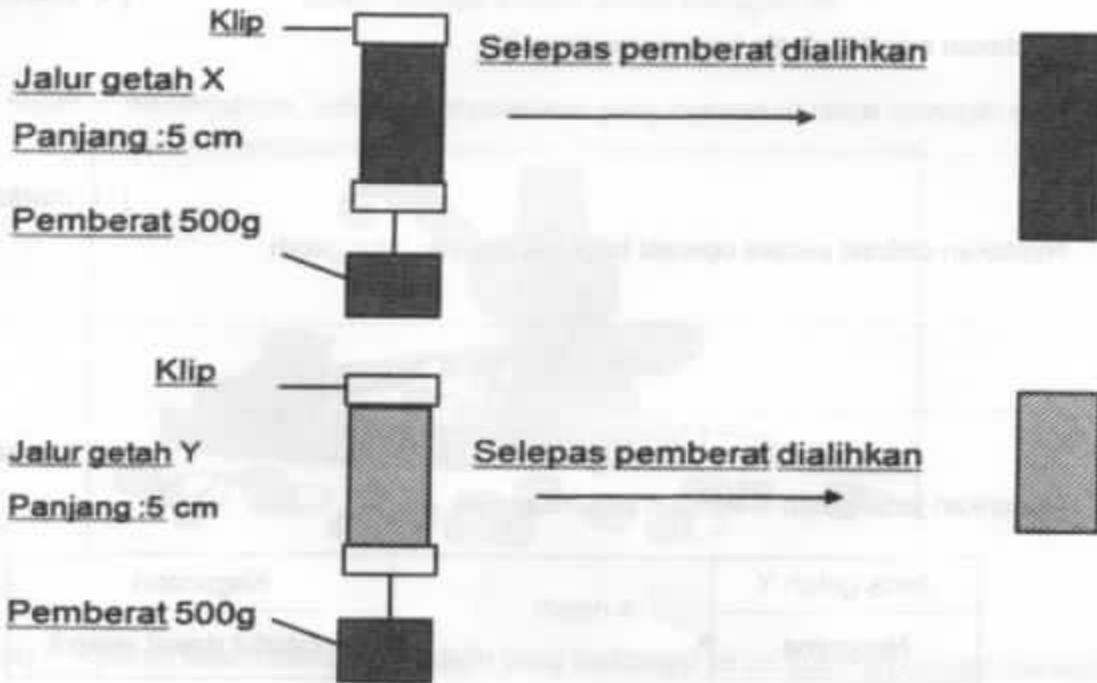 Klip
Selepas pemberat dialihkan
Jalur getah X
Panjang :5 cm
Pemberat 500g
Klip
Jalur getah Y
Selepas pemberat dialihkan
Panjang :5 cm
Pemberat 500g